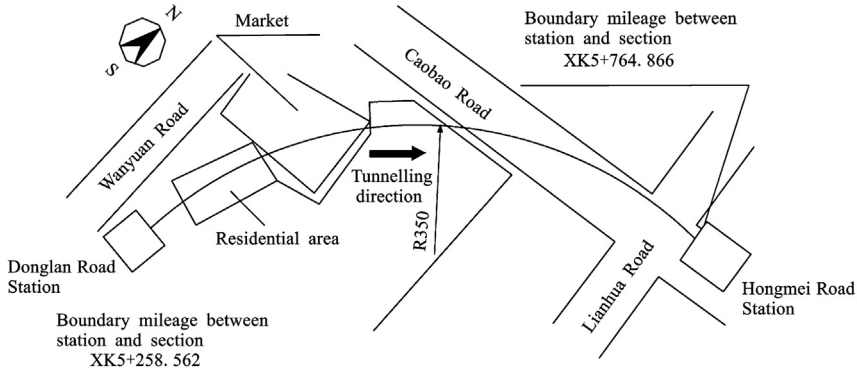 N
S
Market
Wanyuan Road
Caobao Road
Boundary mileage between
station and section
XK5+764. 866
Tunnelling
direction
R350
Residential area
Lianhua Road
Donglan Road
Station
Hongmei Road
Station
Boundary mileage between
station and section
XK5+258. 562